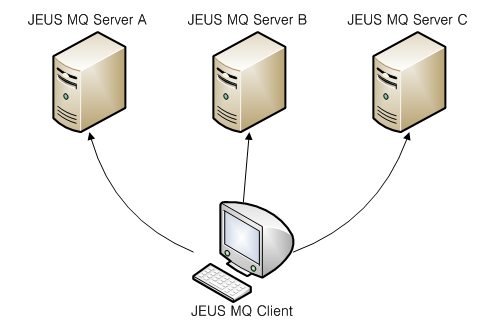 JEUS MQ Server A
JEUS MQ Server B
JEUS MQ Server C
JEUS MQ Client